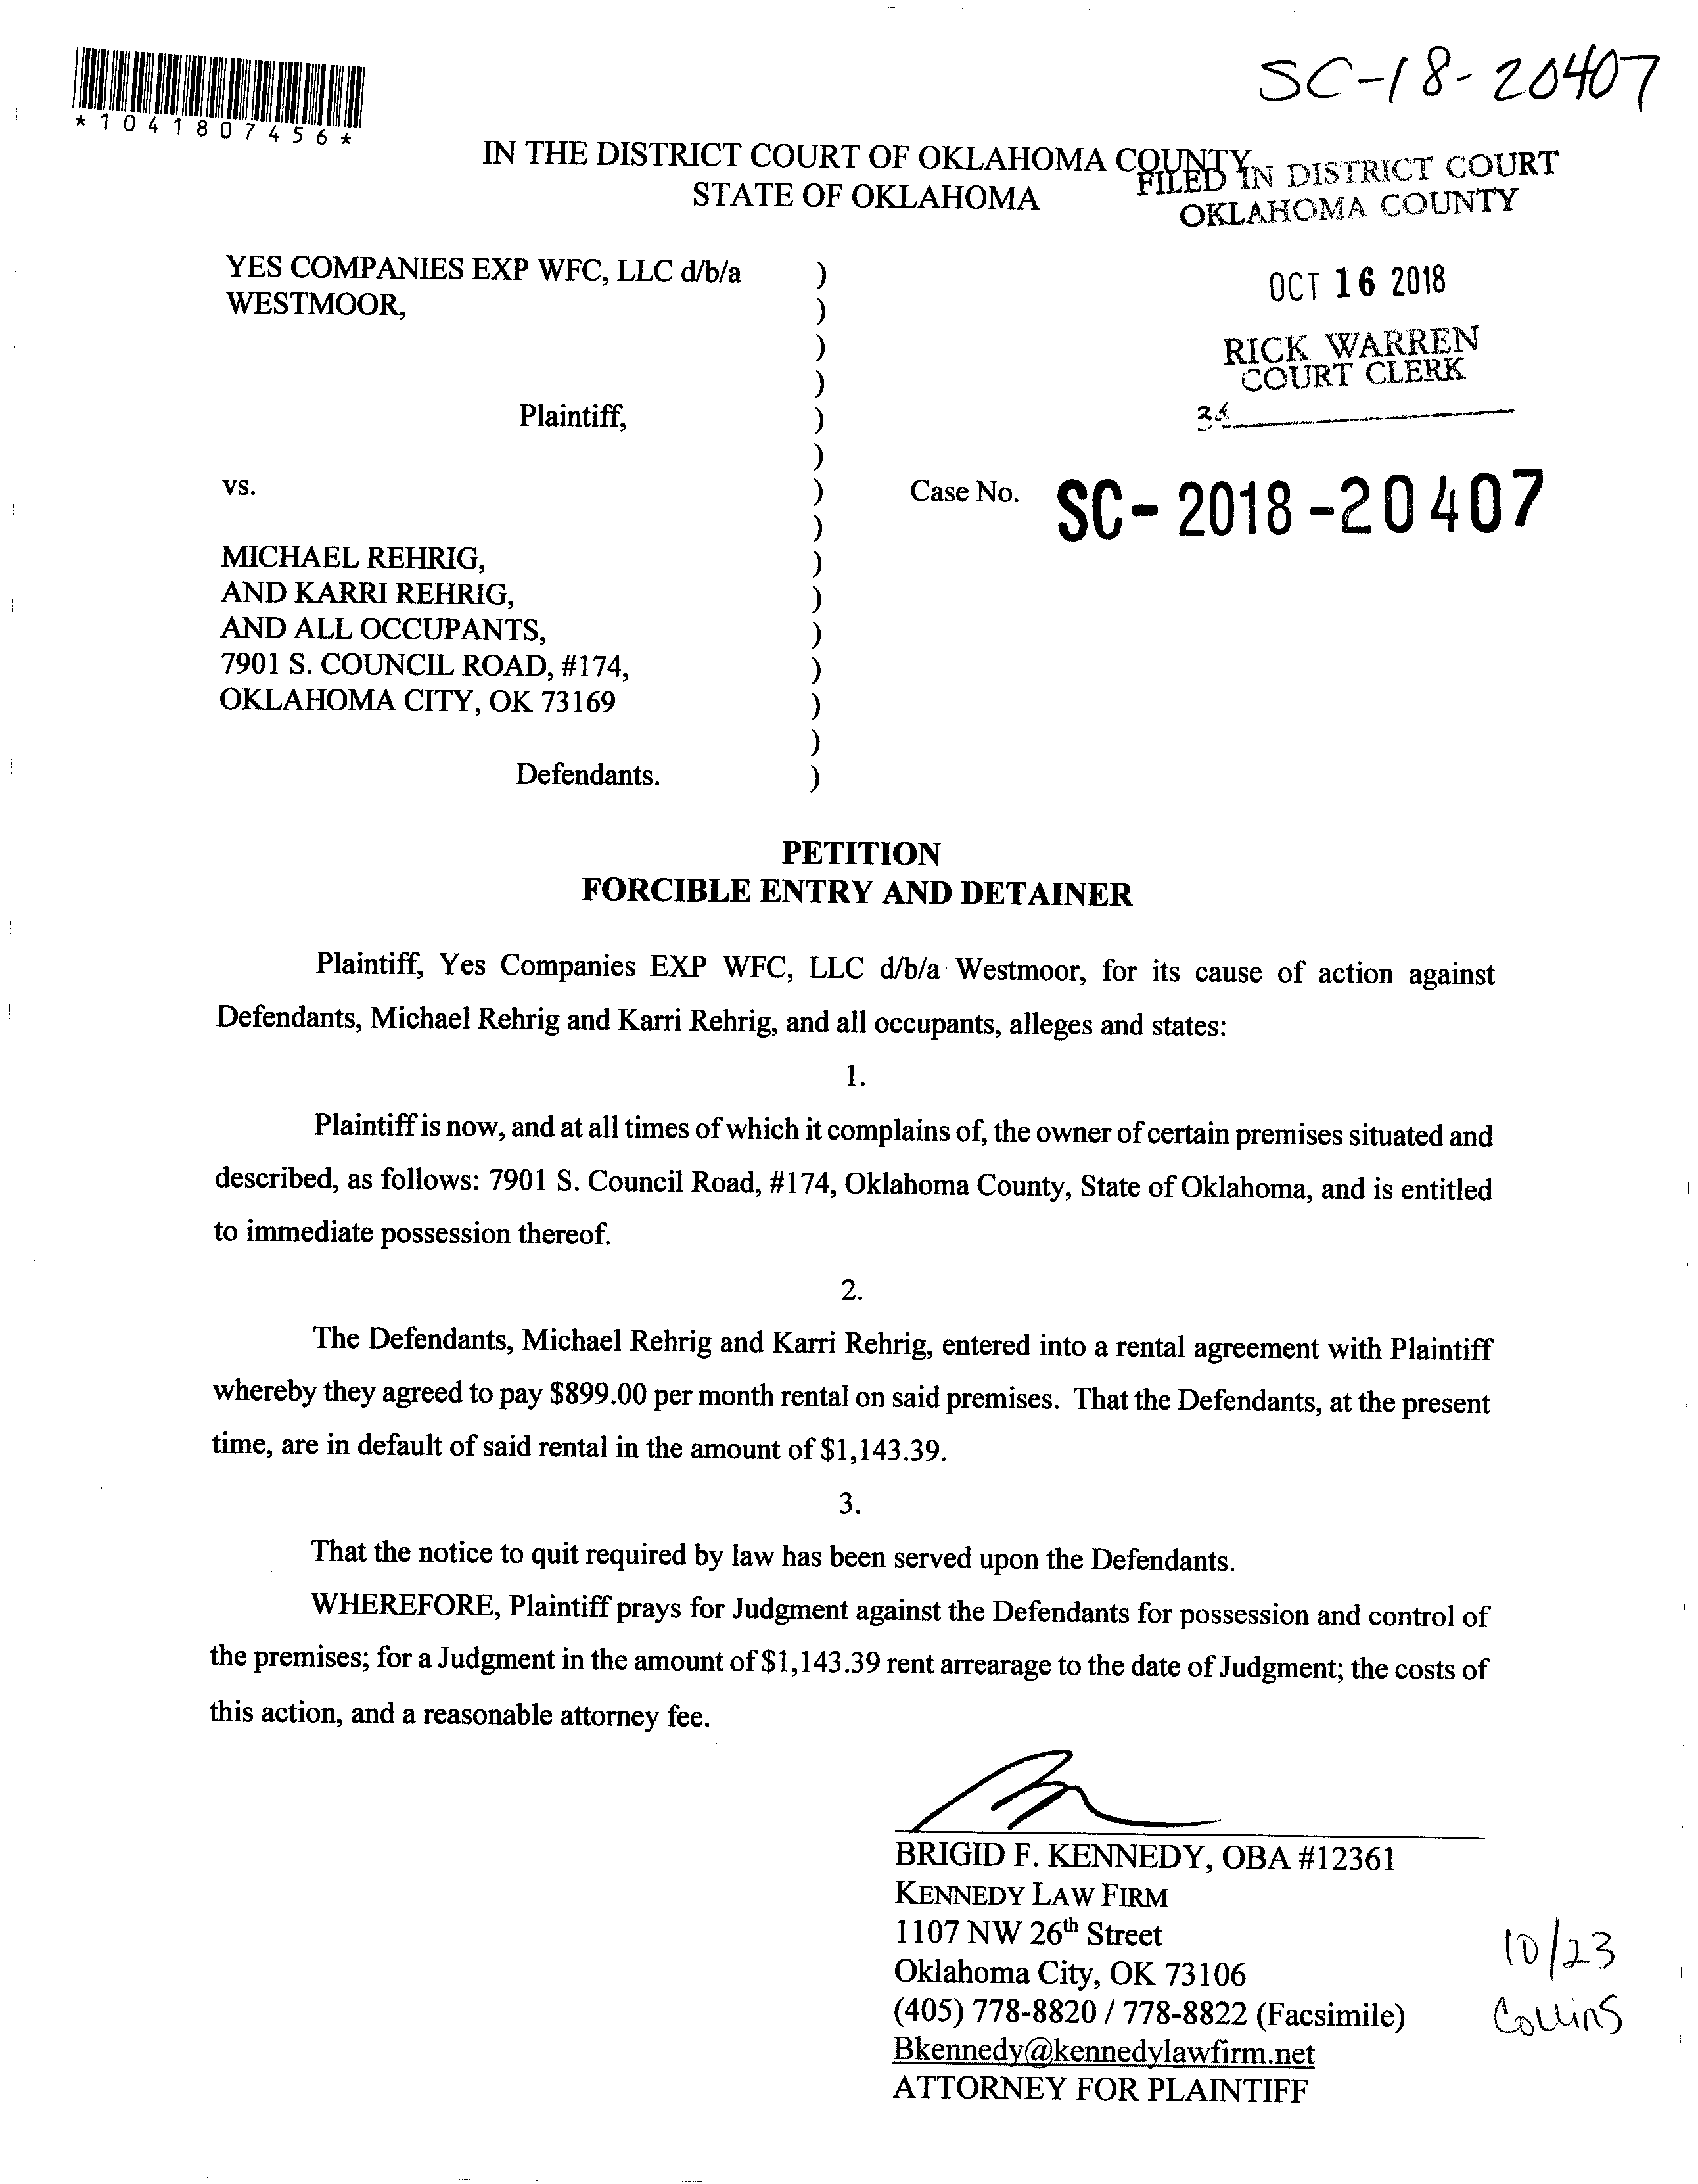 SC-18-20407
*1041807456*
IN THE DISTRICT COURT OF OKLAHOMA COUNTY
STATE OF OKLAHOMA
FILED IN DISTRICT COURT
OKLAHOMA COUNTY
OCT 16 2018
RICK WARREN
COURT CLERK
YES COMPANIES EXP WFC, LLC d/b/a )
WESTMOOR, )
)
)
Plaintiff, )
)
vs. ) Case No. SC-2018-20407
)
MICHAEL REHRIG, )
AND KARRI REHRIG, )
AND ALL OCCUPANTS, )
7901 S. COUNCIL ROAD, #174, )
OKLAHOMA CITY, OK 73169 )
)
Defendants. )
PETITION
FORCIBLE ENTRY AND DETAINER
Plaintiff, Yes Companies EXP WFC, LLC d/b/a Westmoor, for its cause of action against
Defendants, Michael Rehrig and Karri Rehrig, and all occupants, alleges and states:
1.
Plaintiff is now, and at all times of which it complains of, the owner of certain premises situated and
described, as follows: 7901 S. Council Road, #174, Oklahoma County, State of Oklahoma, and is entitled
to immediate possession thereof.
2.
The Defendants, Michael Rehrig and Karri Rehrig, entered into a rental agreement with Plaintiff
whereby they agreed to pay $899.00 per month rental on said premises. That the Defendants, at the present
time, are in default of said rental in the amount of $1,143.39.
3.
That the notice to quit required by law has been served upon the Defendants.
WHEREFORE, Plaintiff prays for Judgment against the Defendants for possession and control of
the premises; for a Judgment in the amount of $1,143.39 rent arrearage to the date of Judgment; the costs of
this action, and a reasonable attorney fee.
BRIGID F. KENNEDY, OBA #12361
KENNEDY LAW FIRM
1107 NW 26th Street
Oklahoma City, OK 73106
(405) 778-8820 / 778-8822 (Facsimile)
Bkennedy@kennedylawfirm.net
ATTORNEY FOR PLAINTIFF
10/23
Collins